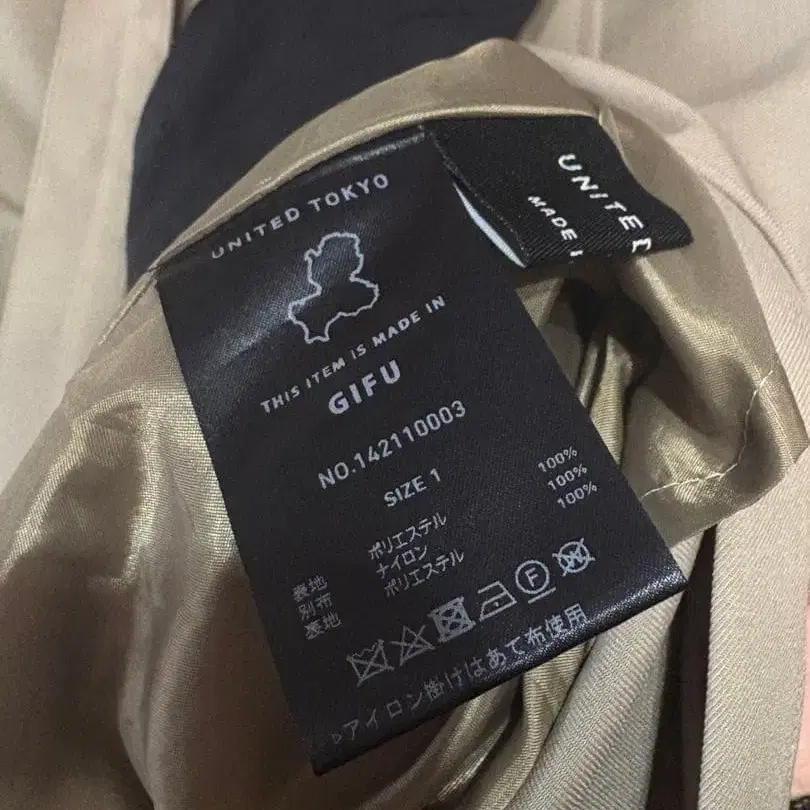 UNITED TOKYO
THIS ITEM IS MADE IN
GIFU
NO.142110003
SIZE 1
表地 ポリエステル 100%
別布 ナイロン 100%
裏地 ポリエステル 100%
F
W
アイロン掛けはあて布使用
UNITED
MADE